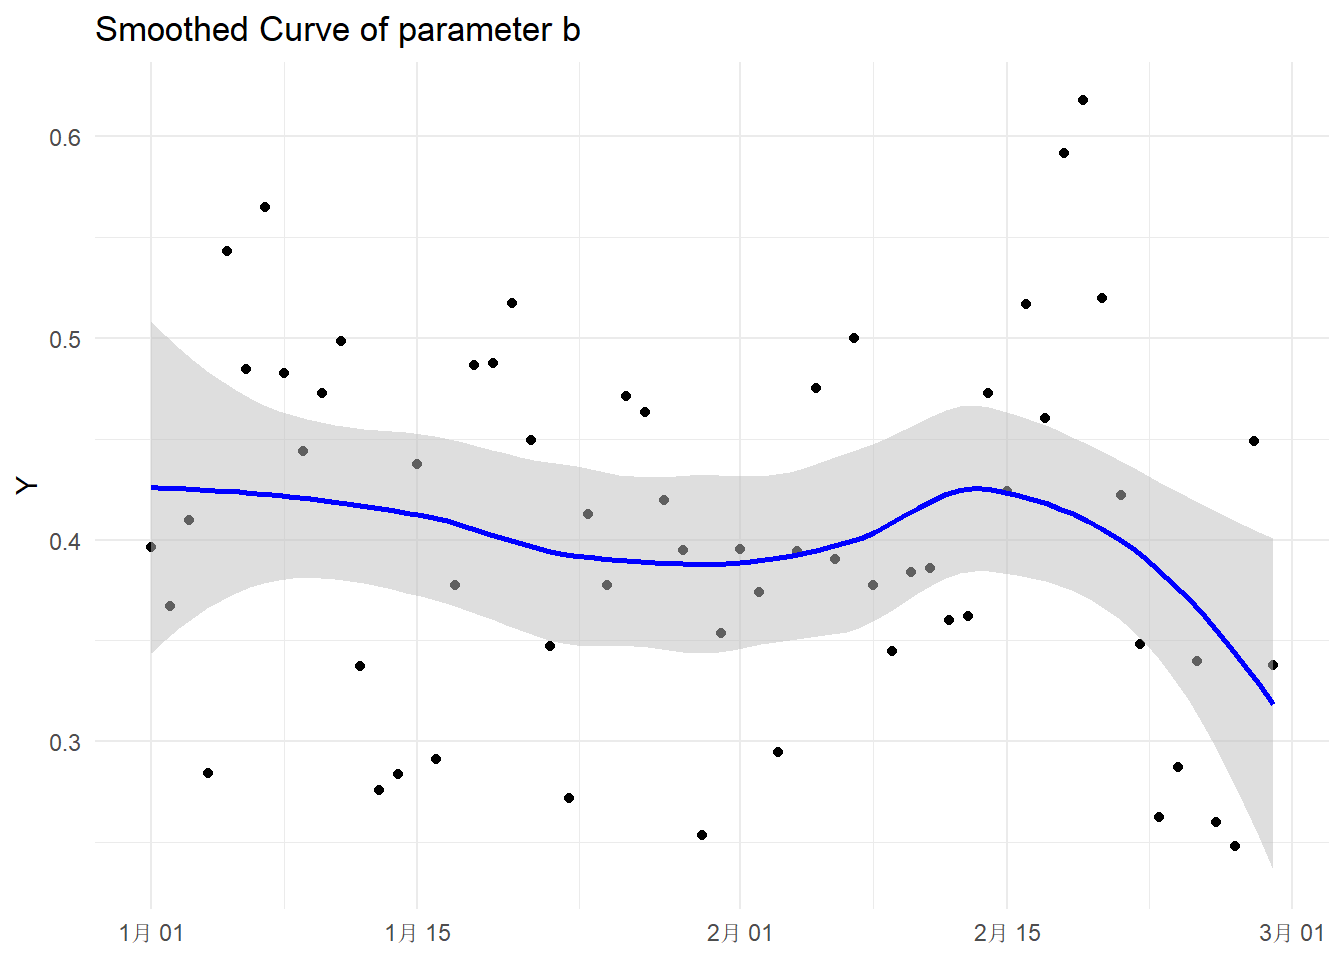 Smoothed Curve of parameter b
0.6
0.5
Y
0.4
0.3
1月 01 1月 15 2月 01 2月 15 3月 01